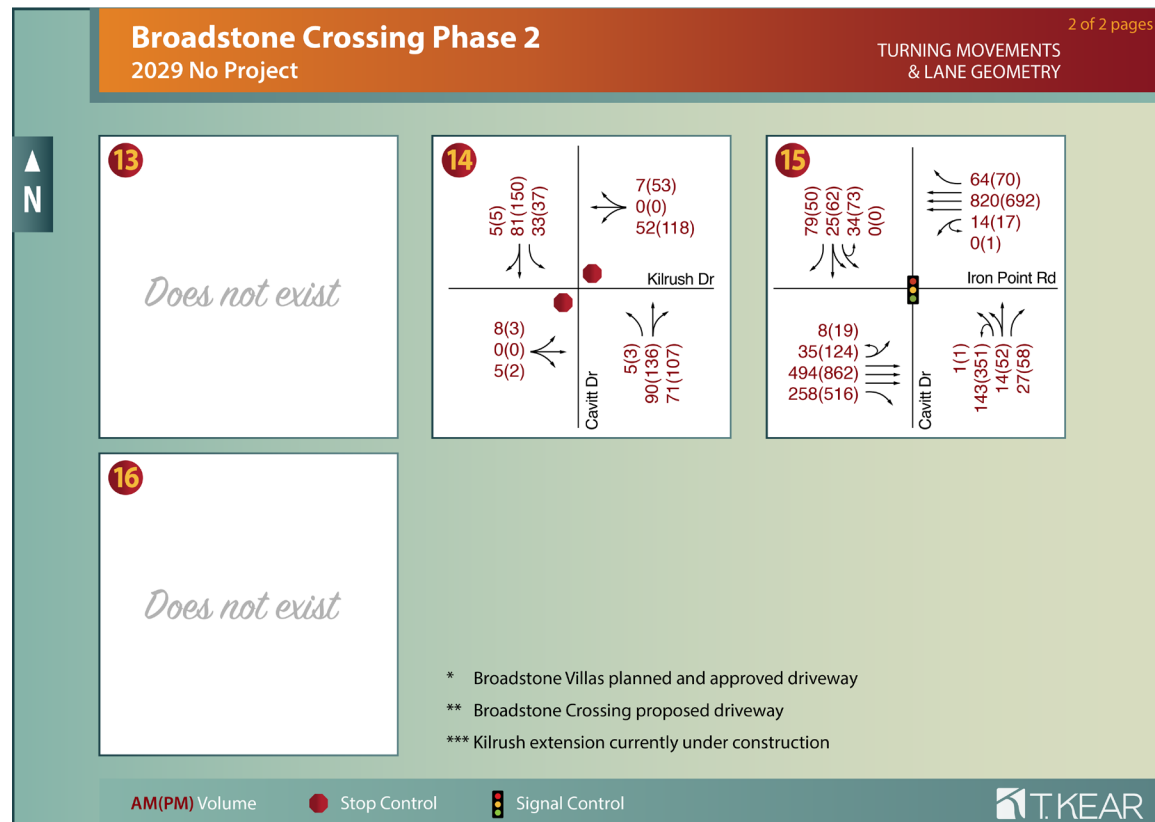 2 of 2 pages
Broadstone Crossing Phase 2
2029 No Project
TURNING MOVEMENTS
& LANE GEOMETRY
N
13
Does not exist
14
5(5)
81(150)
33(37)
7(53)
0(0)
52(118)
Kilrush Dr
8(3)
0(0)
5(2)
Cavitt Dr
5(3)
90(136)
71(107)
15
79(50)
25(62)
34(73)
0(0)
64(70)
820(692)
14(17)
0(1)
Iron Point Rd
8(19)
35(124)
494(862)
258(516)
Cavitt Dr
1(1)
143(351)
14(52)
27(58)
16
Does not exist
* Broadstone Villas planned and approved driveway
** Broadstone Crossing proposed driveway
*** Kilrush extension currently under construction
AM(PM) Volume
Stop Control
Signal Control
T.KEAR